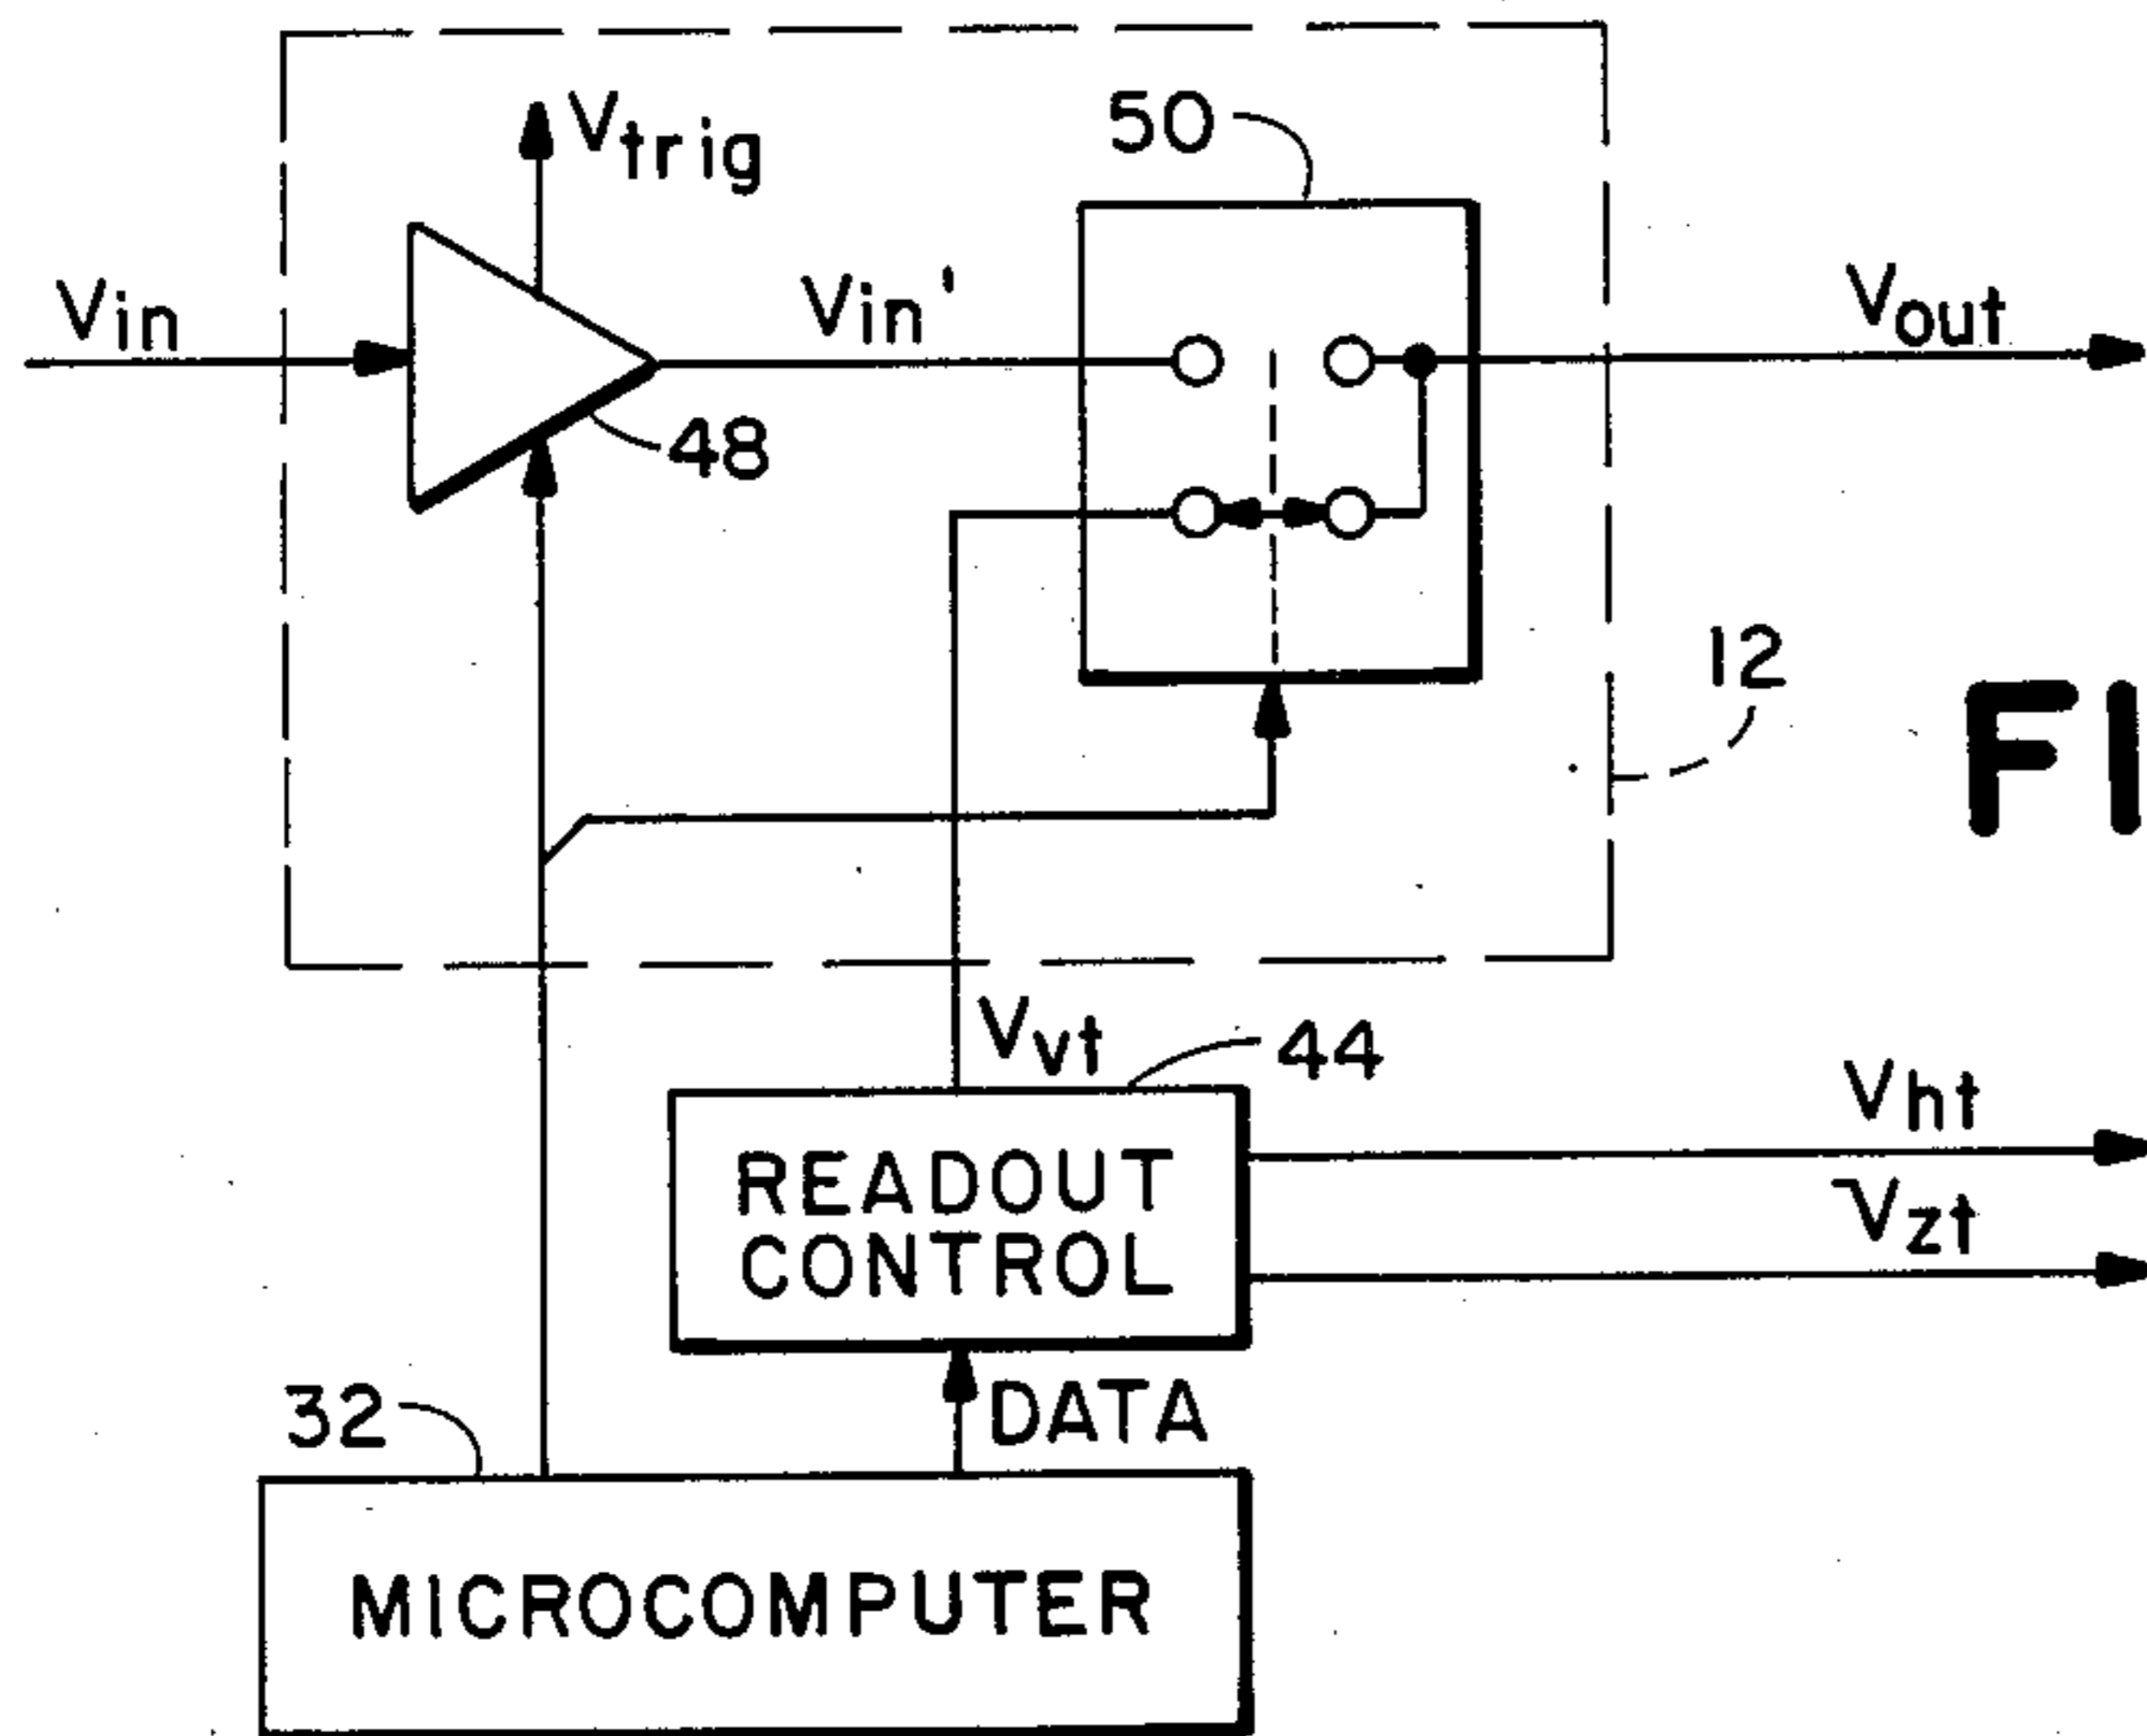 Vtrig
50
Vin
Vin'
Vout
48
12
FI
Vvt
44
Vht
READOUT
CONTROL
Vzt
32
DATA
MICROCOMPUTER